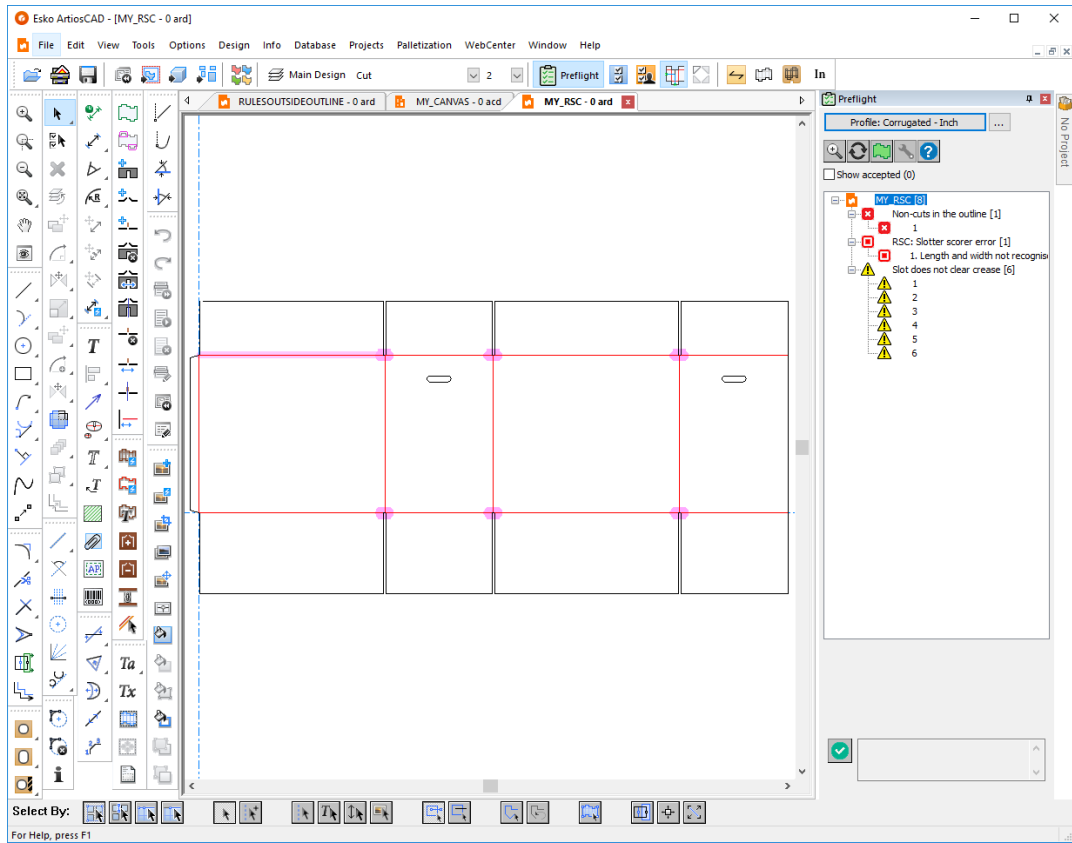 Esko ArtiosCAD - [MY_RSC - 0 ard]
File Edit View Tools Options Design Info Database Projects Palletization WebCenter Window Help
Main Design Cut 2 Preflight In
RULESOUTSIDEOUTLINE - 0 ard MY_CANVAS - 0 acd MY_RSC - 0 ard
Preflight
No Project
Profile: Corrugated - Inch ...
Show accepted (0)
MY_RSC [8]
Non-cuts in the outline [1]
1
RSC: Slotter scorer error [1]
1. Length and width not recognis
Slot does not clear crease [6]
1
2
3
4
5
6
R
T
T
T
AP
Ta
Tx
Select By:
For Help, press F1